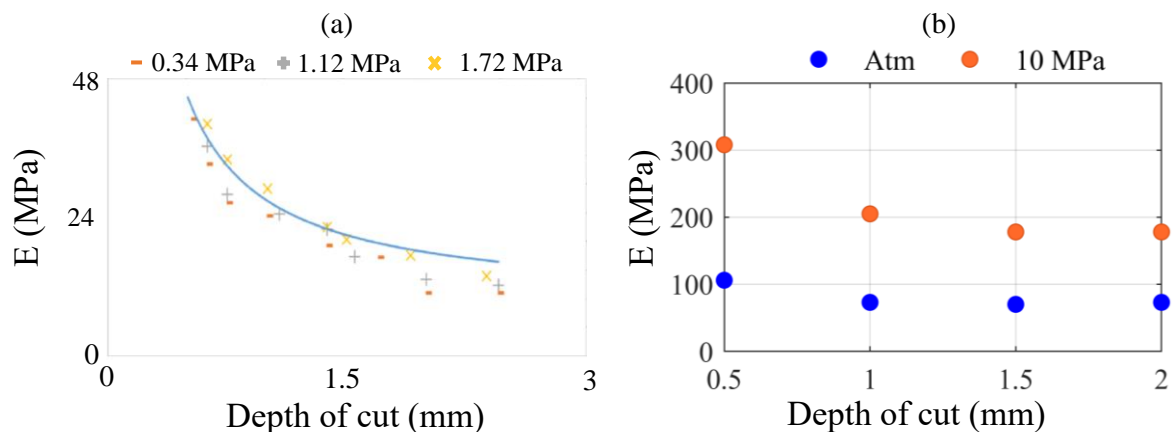 (a)
0.34 MPa 1.12 MPa 1.72 MPa
48
24
0
0 1.5 3
E (MPa)
Depth of cut (mm)
(b)
Atm 10 MPa
400
300
200
100
0
0.5 1 1.5 2
E (MPa)
Depth of cut (mm)